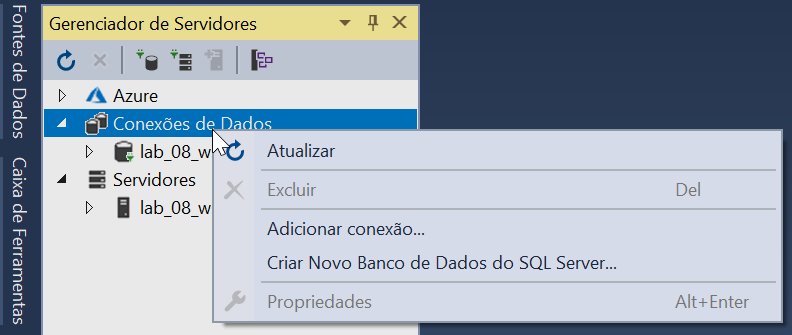 Fontes de Dados
Caixa de Ferramentas
Gerenciador de Servidores
Azure
Conexões de Dados
lab_08_w
Servidores
lab_08_w
Atualizar
Excluir Del
Adicionar conexão...
Criar Novo Banco de Dados do SQL Server...
Propriedades Alt+Enter